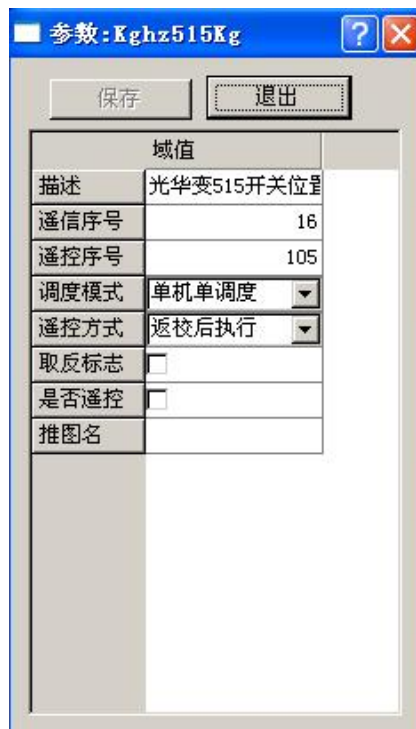 参数:Kghz515Kg
保存 退出
域值
描述 光华变515开关位置
遥信序号 16
遥控序号 105
调度模式 单机单调度
遥控方式 返校后执行
取反标志
是否遥控
推图名